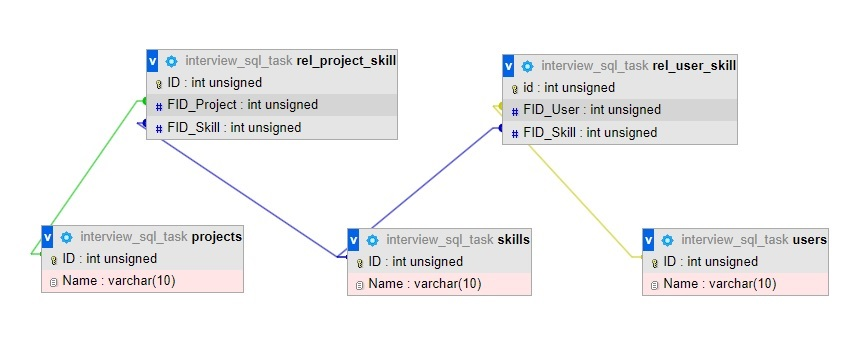 v interview_sql_task rel_project_skill
ID : int unsigned
# FID_Project : int unsigned
# FID_Skill : int unsigned
v interview_sql_task rel_user_skill
id : int unsigned
# FID_User : int unsigned
# FID_Skill : int unsigned
v interview_sql_task projects
ID : int unsigned
Name : varchar(10)
v interview_sql_task skills
ID : int unsigned
Name : varchar(10)
v interview_sql_task users
ID : int unsigned
Name : varchar(10)